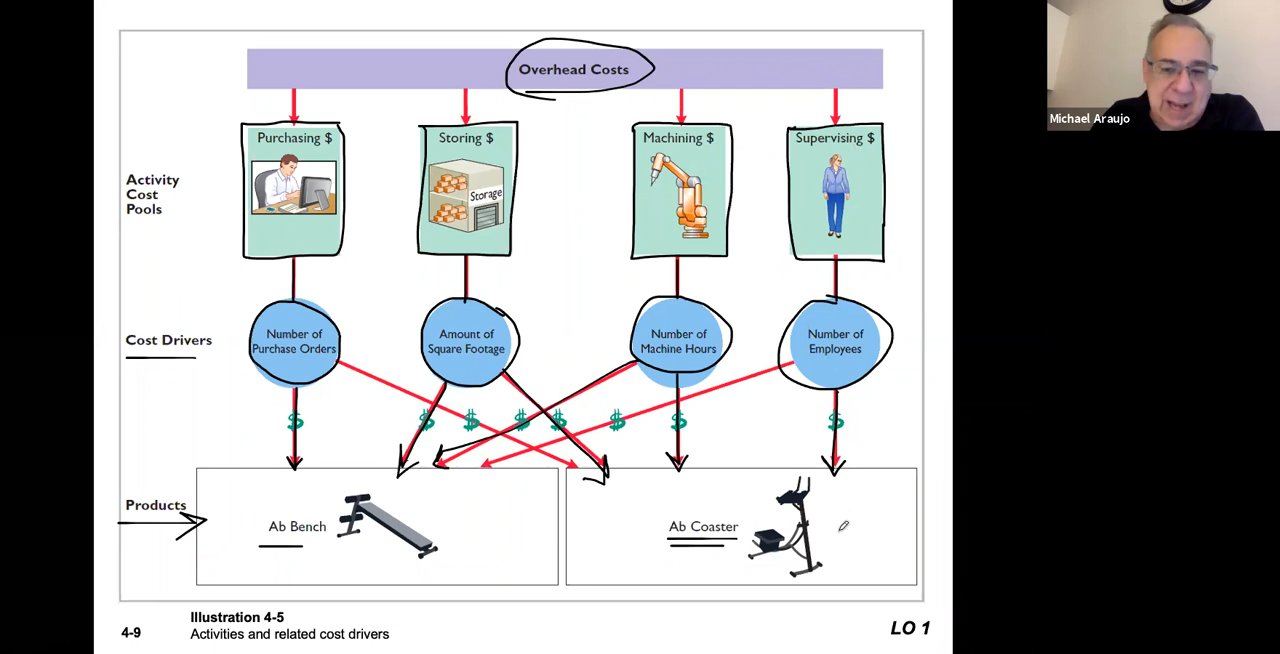 Overhead Costs
Michael Araujo
Purchasing $
Storing $
Machining $
Supervising $
Activity
Cost
Pools
Storage
Cost Drivers
Number of
Purchase Orders
Amount of
Square Footage
Number of
Machine Hours
Number of
Employees
$ $ $ $ $ $ $ $
Products
Ab Bench
Ab Coaster
Illustration 4-5
4-9
Activities and related cost drivers
LO 1